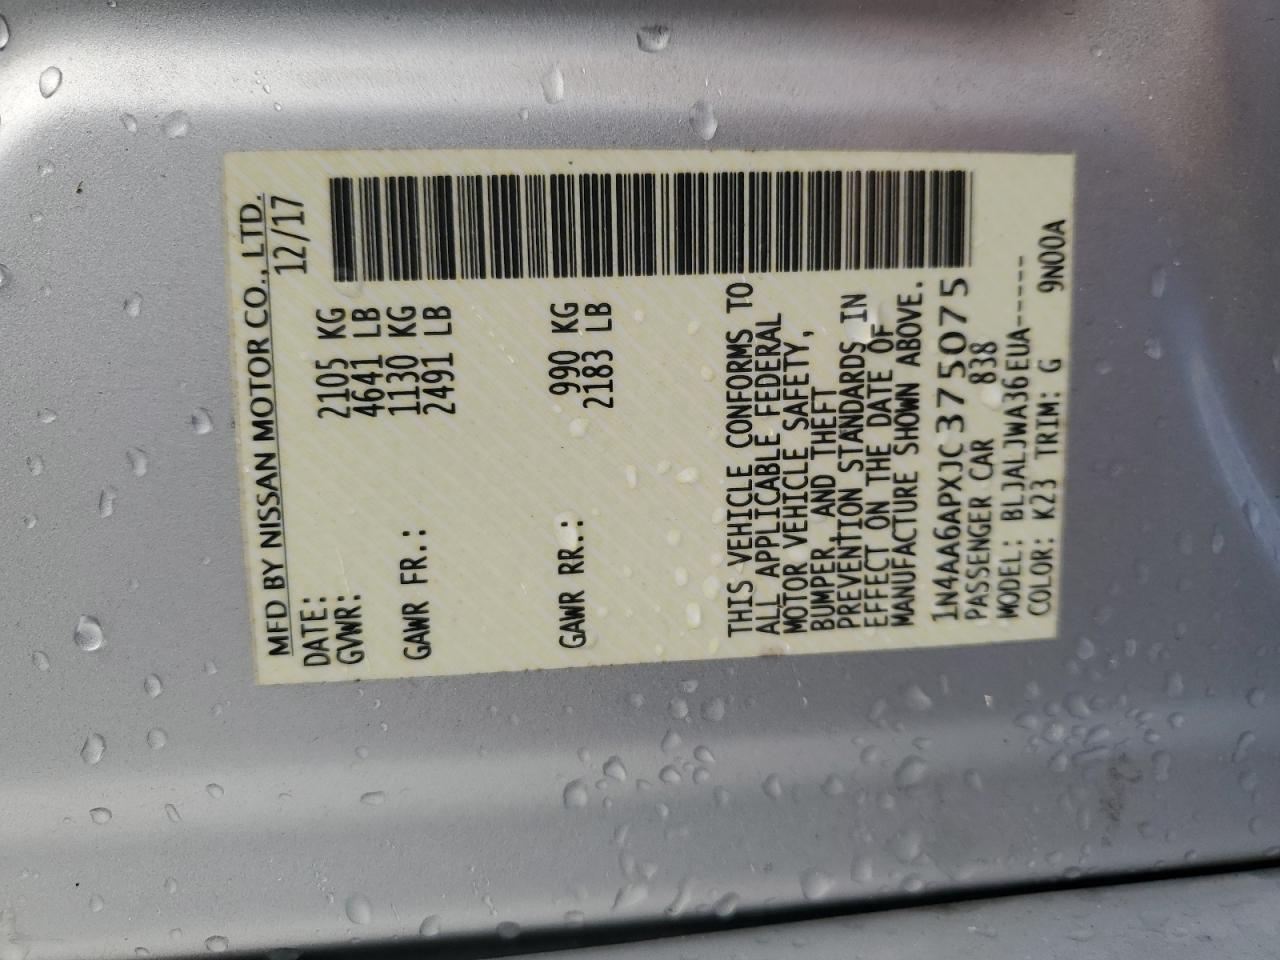 MFD BY NISSAN MOTOR CO., LTD.
DATE: 12/17
GVWR: 2105 KG
4641 LB
GAWR FR.: 1130 KG
2491 LB
GAWR RR.: 990 KG
2183 LB
THIS VEHICLE CONFORMS TO
ALL APPLICABLE FEDERAL
MOTOR VEHICLE SAFETY,
BUMPER, AND THEFT
PREVENTION STANDARDS IN
EFFECT ON THE DATE OF
MANUFACTURE SHOWN ABOVE.
1N4AA6APXJC375075
PASSENGER CAR 838
MODEL: BLJALJWA36EUA-----
COLOR: K23 TRIM: G 9N00A